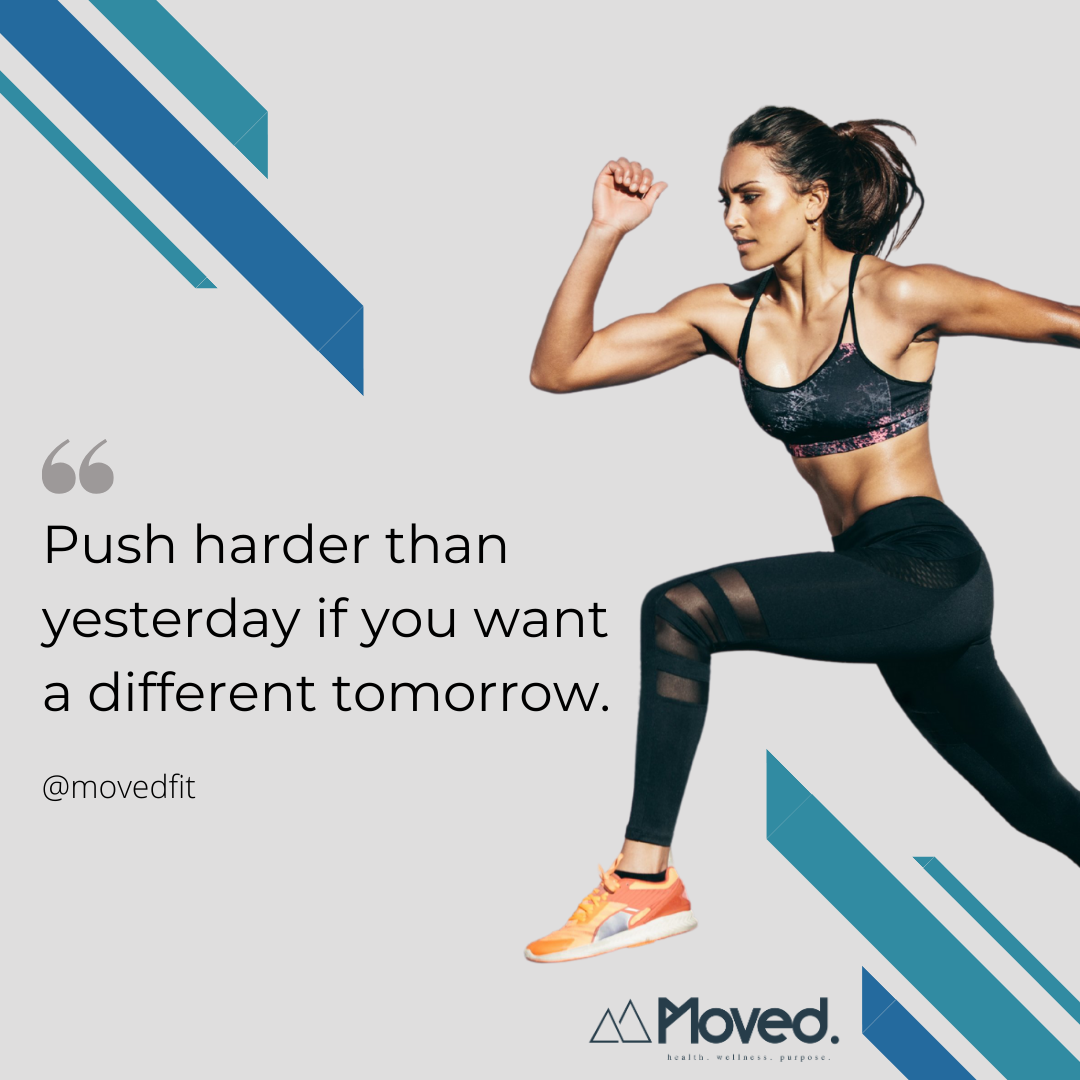 “
Push harder than
yesterday if you want
a different tomorrow.
@movedfit
Moved.
health. wellness. purpose.